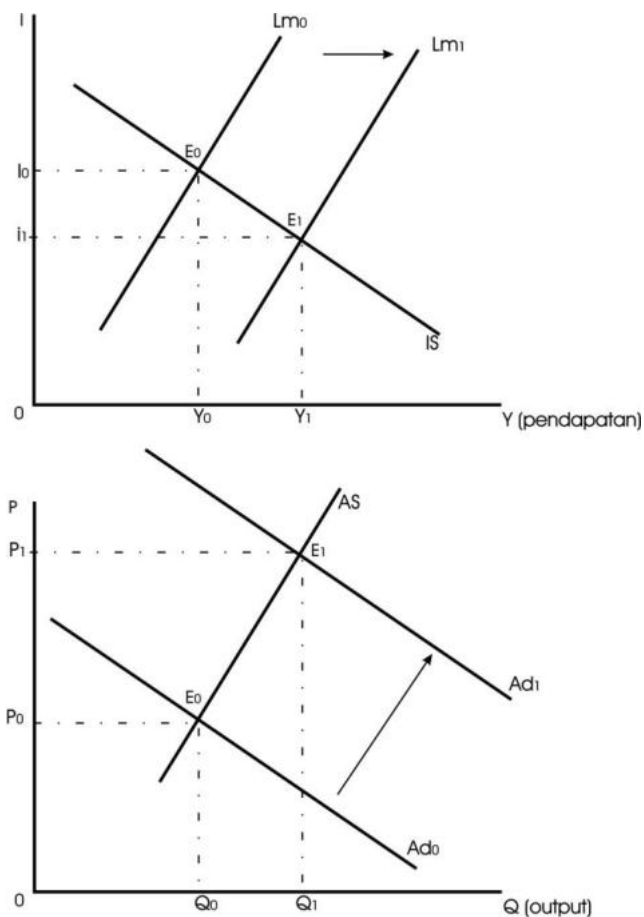 I
Lm0
Lm1
E0
I0
E1
i1
IS
0
Y0
Y1
Y (pendapatan)
P
AS
P1
E1
Ad1
E0
P0
Ad0
0
Q0
Q1
Q (output)